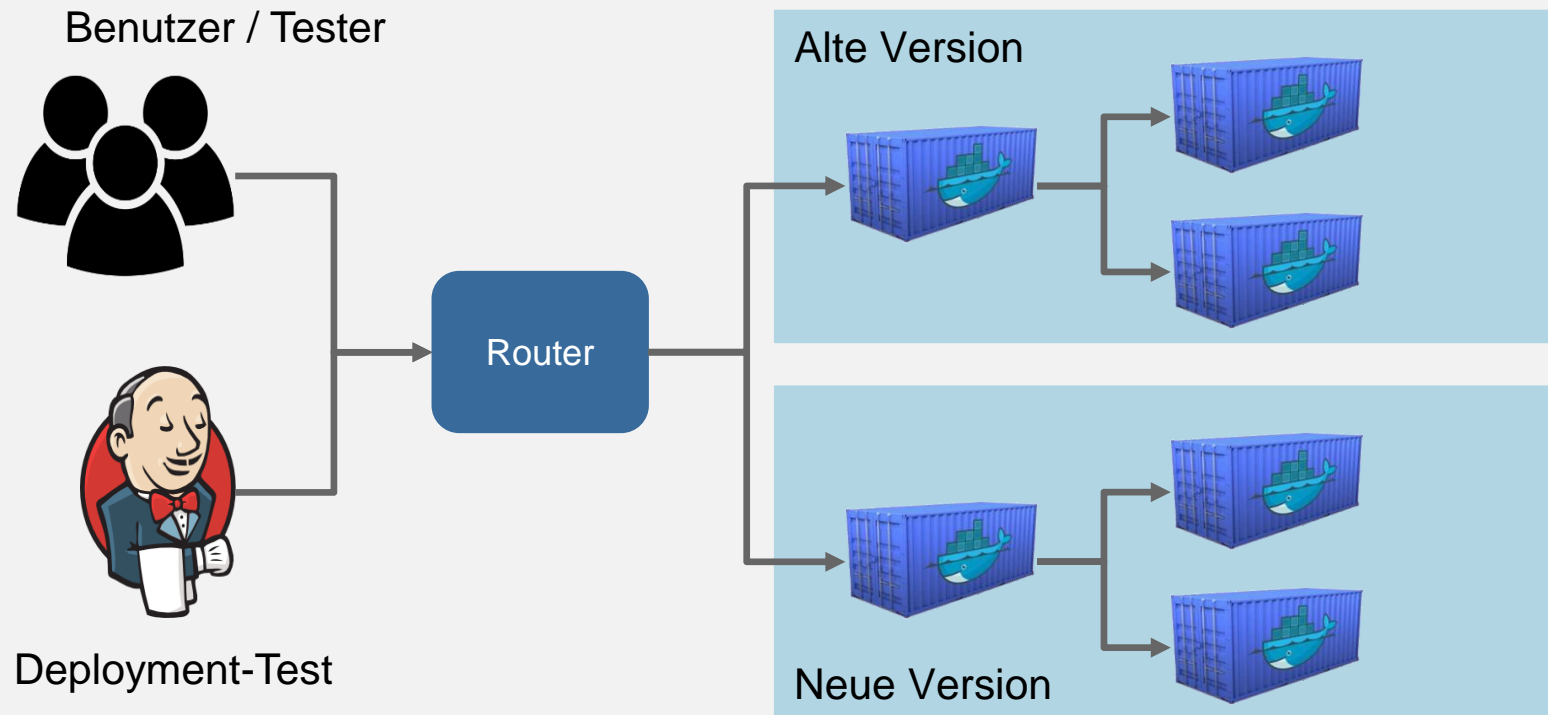 Benutzer / Tester
Alte Version
Router
Deployment-Test
Neue Version